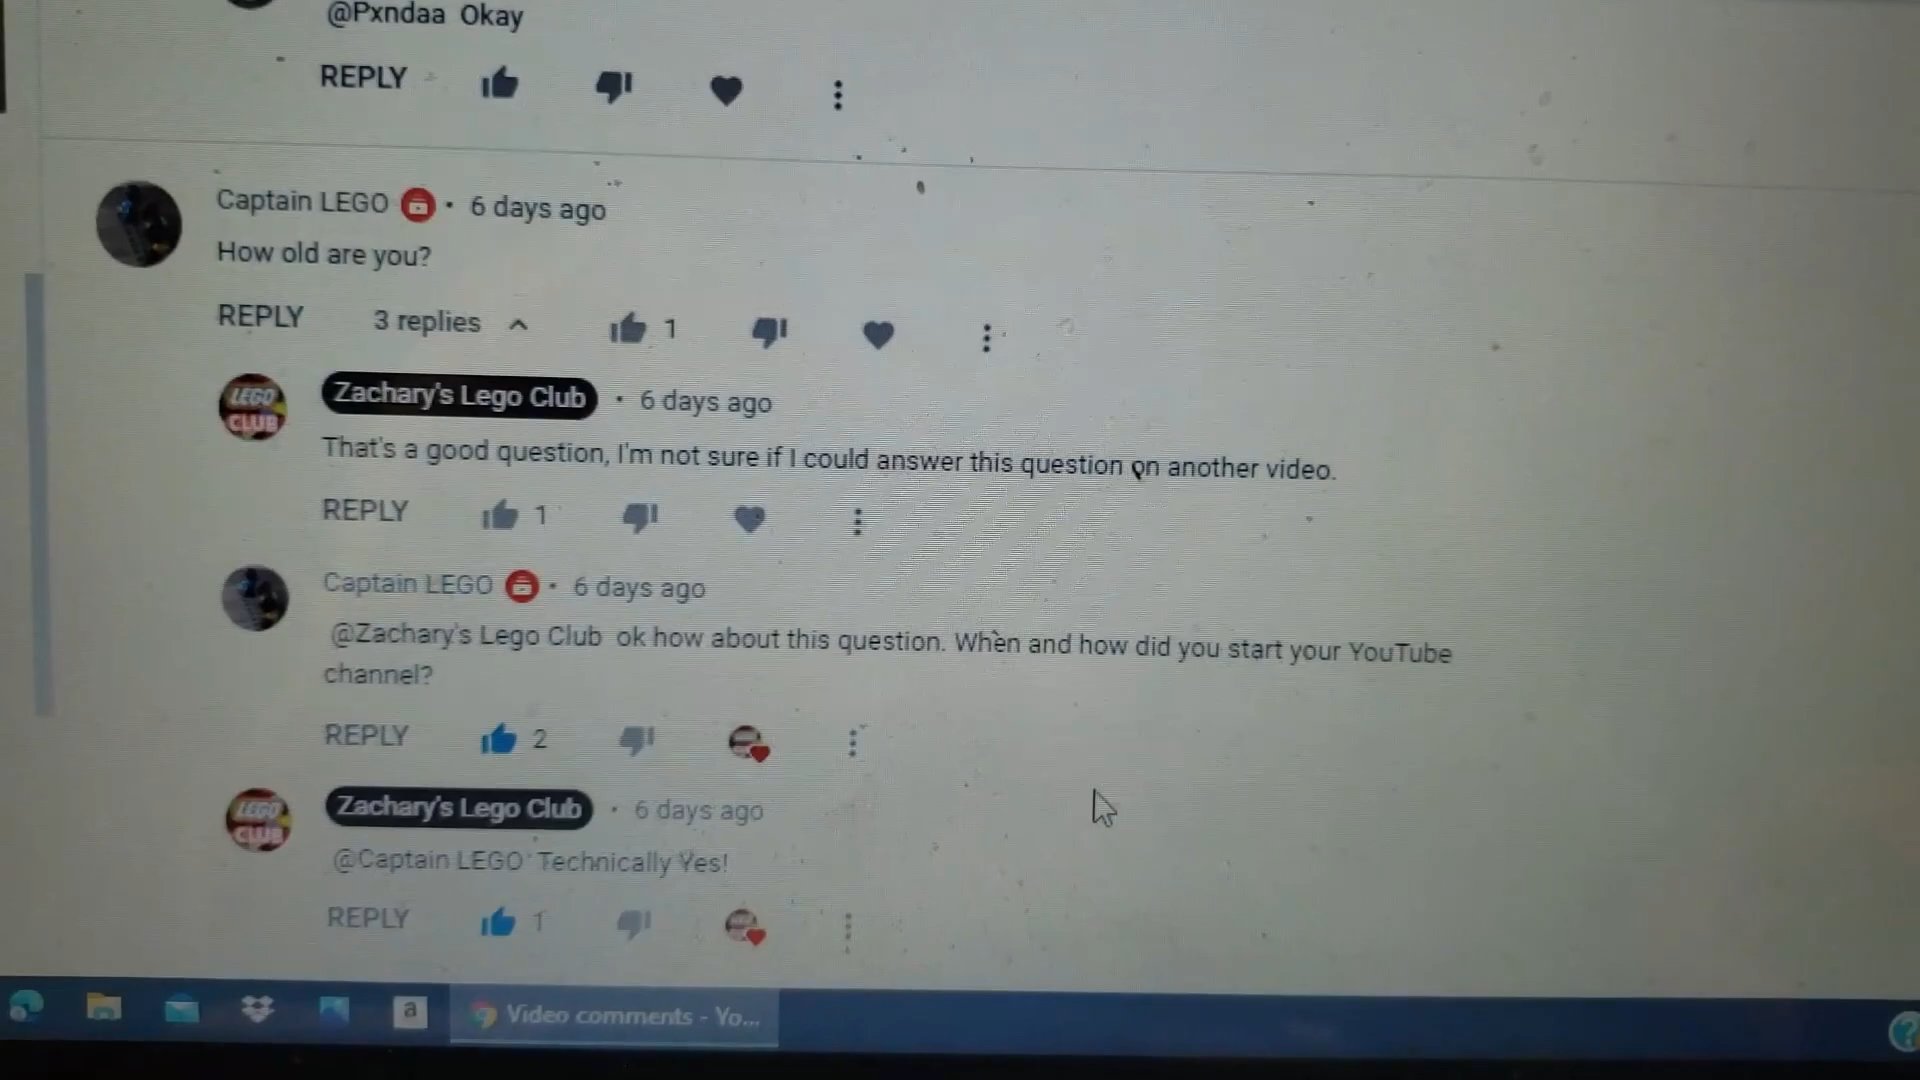 @Pxndaa Okay
REPLY
Captain LEGO • 6 days ago
How old are you?
REPLY 3 replies 1
LEGO CLUB
Zachary's Lego Club • 6 days ago
That's a good question, I'm not sure if I could answer this question on another video.
REPLY 1
Captain LEGO • 6 days ago
@Zachary's Lego Club ok how about this question. When and how did you start your YouTube
channel?
REPLY 2
LEGO CLUB
Zachary's Lego Club • 6 days ago
@Captain LEGO Technically Yes!
REPLY 1
a Video comments - Yo...
?